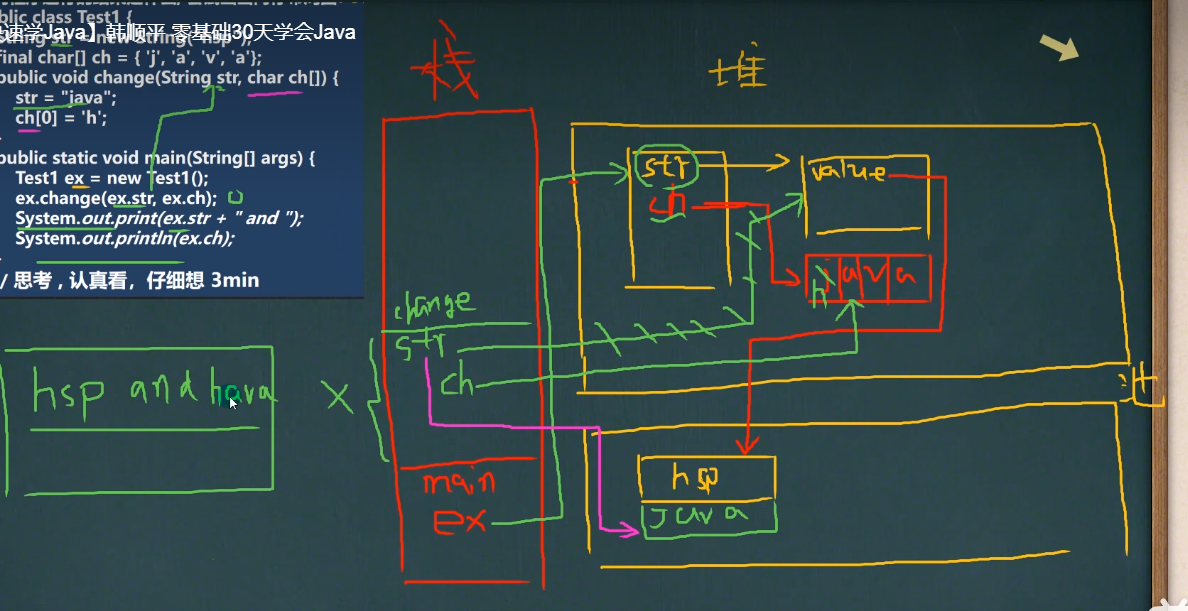 blic class Test1 {
速学Java】韩顺平 零基础30天学会Java
String str = new String("hsp");
final char[] ch = { 'j', 'a', 'v', 'a'};
public void change(String str, char ch[]) {
str = "java";
ch[0] = 'h';
public static void main(String[] args) {
Test1 ex = new Test1();
ex.change(ex.str, ex.ch);
System.out.print(ex.str + " and ");
System.out.println(ex.ch);
/ 思考，认真看，仔细想 3min
栈
堆
str
ch
value
j a v a
h
change
str
ch
hsp and hava
main
ex
hsp
java